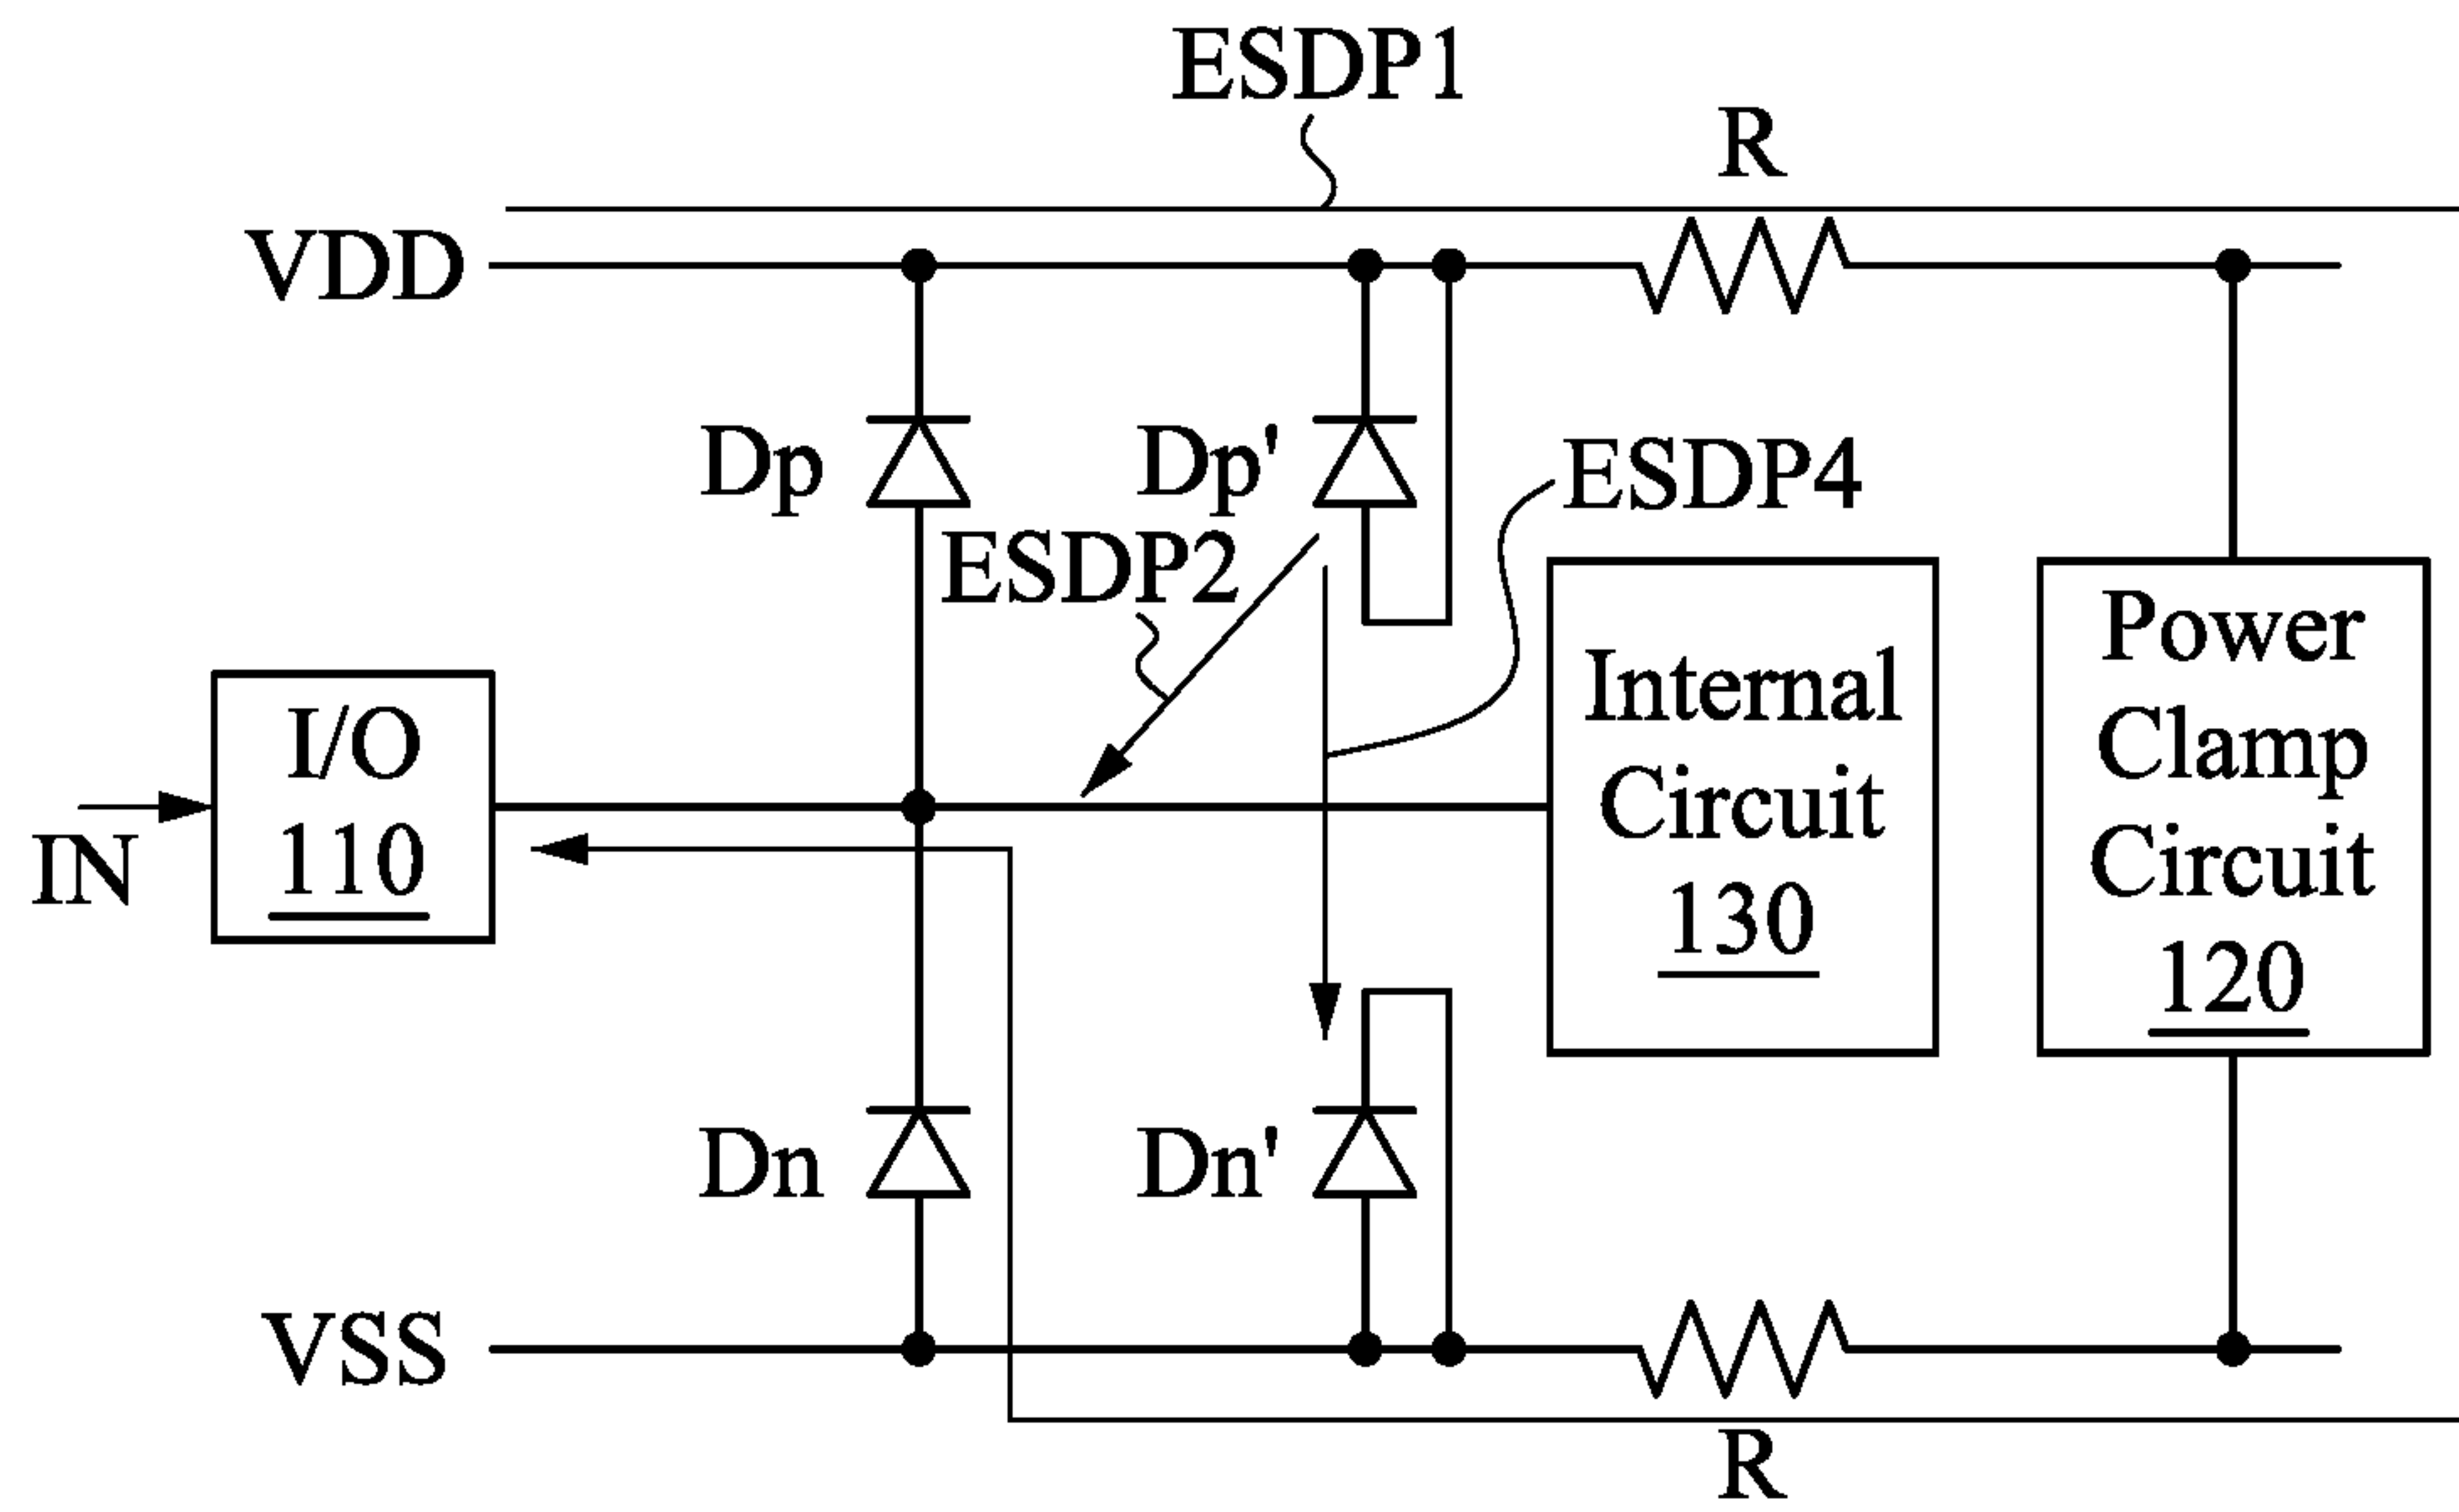 ESDP1
R
VDD
Dp
Dp'
ESDP4
ESDP2
I/O
110
IN
Internal
Circuit
130
Power
Clamp
Circuit
120
Dn
Dn'
VSS
R